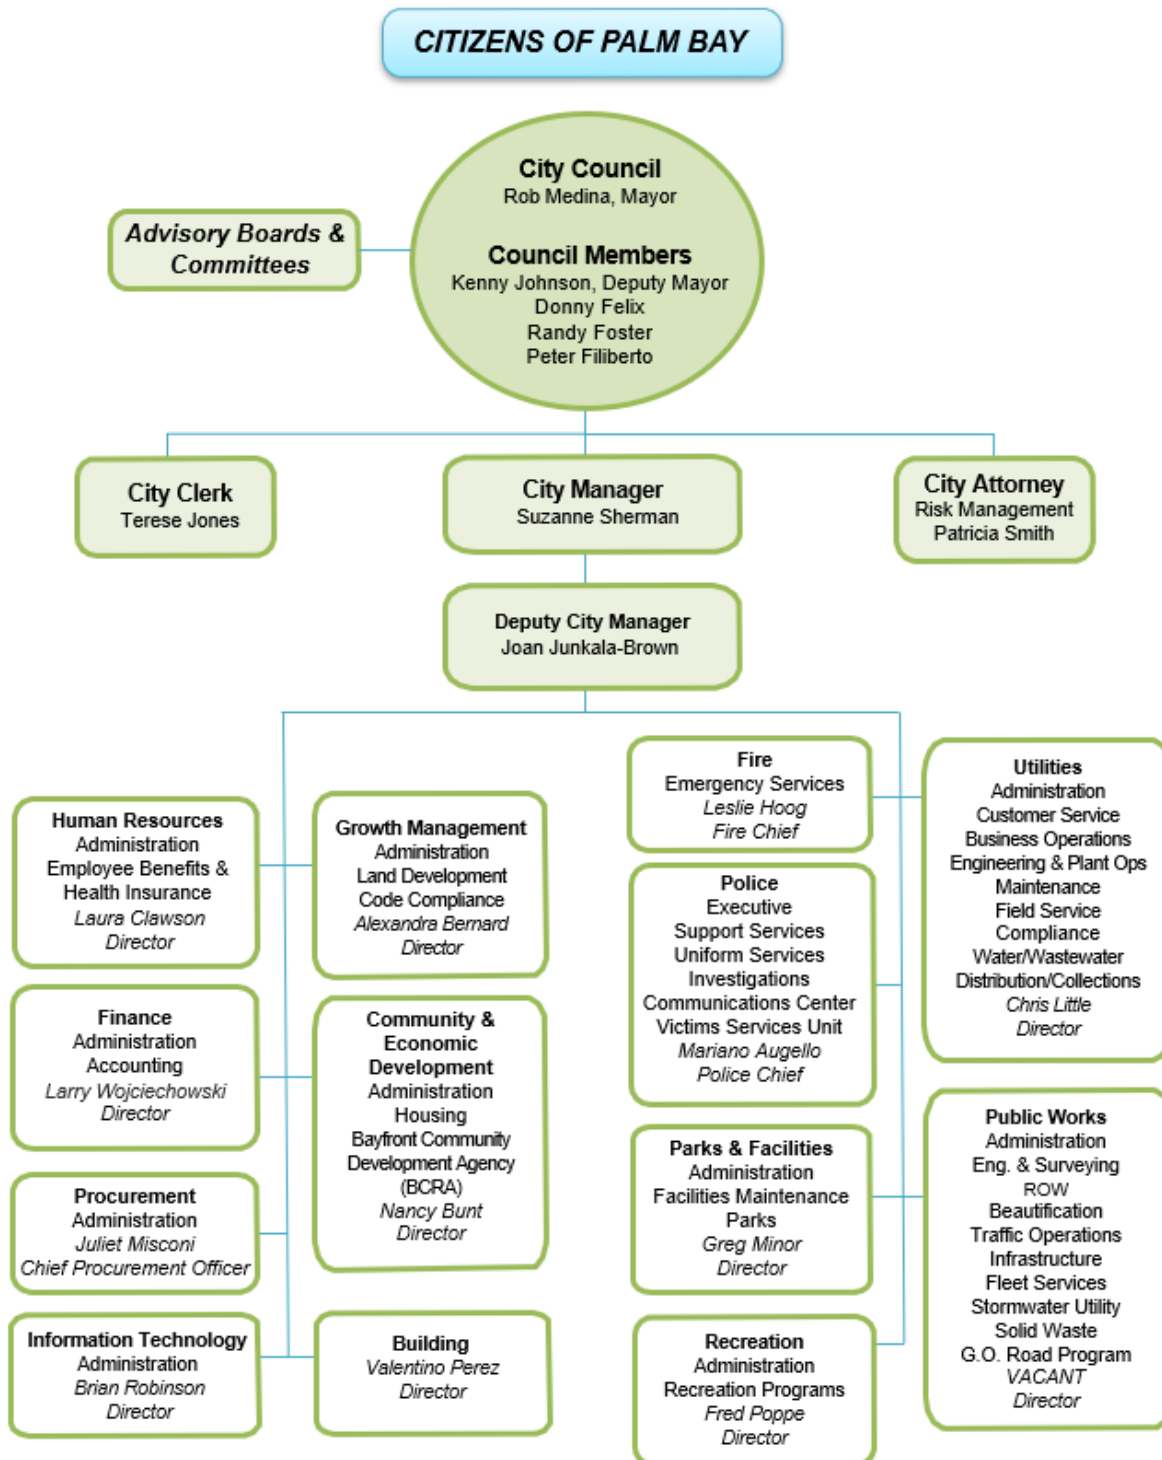 CITIZENS OF PALM BAY
City Council
Rob Medina, Mayor
Council Members
Kenny Johnson, Deputy Mayor
Donny Felix
Randy Foster
Peter Filiberto
Advisory Boards &
Committees
City Clerk
Terese Jones
City Manager
Suzanne Sherman
City Attorney
Risk Management
Patricia Smith
Deputy City Manager
Joan Junkala-Brown
Human Resources
Administration
Employee Benefits &
Health Insurance
Laura Clawson
Director
Growth Management
Administration
Land Development
Code Compliance
Alexandra Bernard
Director
Fire
Emergency Services
Leslie Hoog
Fire Chief
Utilities
Administration
Customer Service
Business Operations
Engineering & Plant Ops
Maintenance
Field Service
Compliance
Water/Wastewater
Distribution/Collections
Chris Little
Director
Police
Executive
Support Services
Uniform Services
Investigations
Communications Center
Victims Services Unit
Mariano Augello
Police Chief
Finance
Administration
Accounting
Larry Wojciechowski
Director
Community &
Economic
Development
Administration
Housing
Bayfront Community
Development Agency
(BCRA)
Nancy Bunt
Director
Parks & Facilities
Administration
Facilities Maintenance
Parks
Greg Minor
Director
Public Works
Administration
Eng. & Surveying
ROW
Beautification
Traffic Operations
Infrastructure
Fleet Services
Stormwater Utility
Solid Waste
G.O. Road Program
VACANT
Director
Procurement
Administration
Juliet Misconi
Chief Procurement Officer
Information Technology
Administration
Brian Robinson
Director
Building
Valentino Perez
Director
Recreation
Administration
Recreation Programs
Fred Poppe
Director